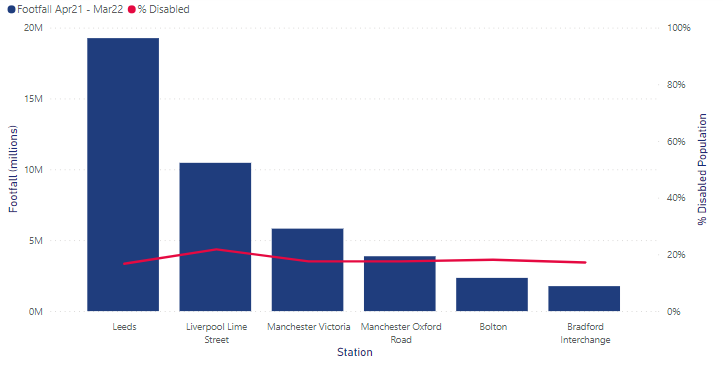 Footfall Apr21 - Mar22 % Disabled
20M
15M
10M
5M
0M
Footfall (millions)
100%
80%
60%
40%
20%
0%
% Disabled Population
Leeds
Liverpool Lime
Street
Manchester Victoria
Manchester Oxford
Road
Bolton
Bradford
Interchange
Station